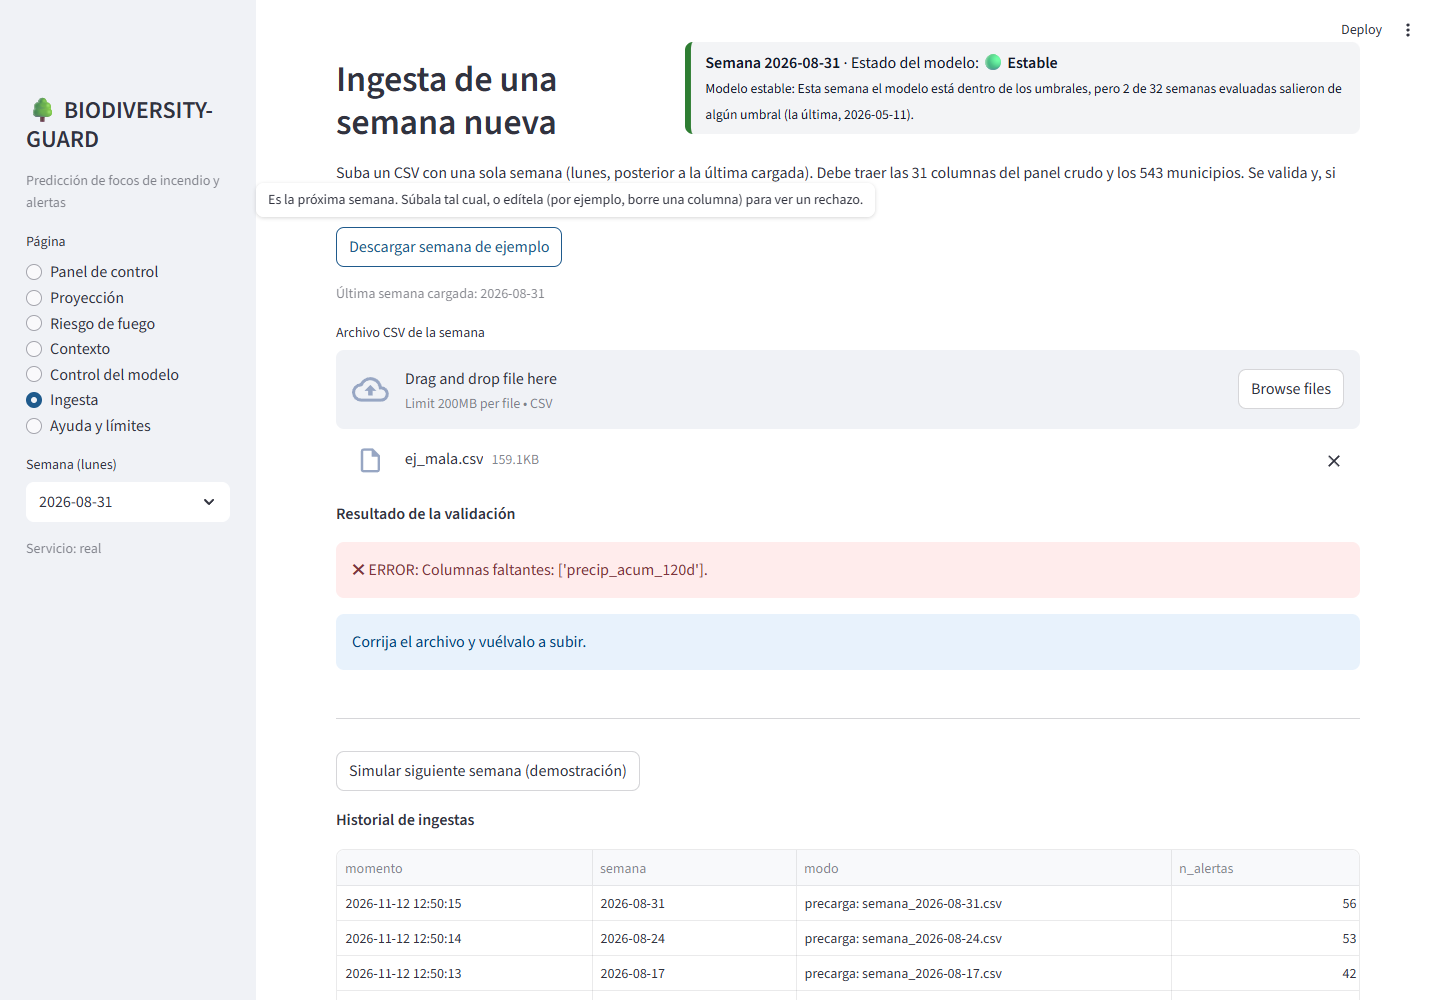 Deploy
BIODIVERSITY-
GUARD
Predicción de focos de incendio y
alertas
Página
Panel de control
Proyección
Riesgo de fuego
Contexto
Control del modelo
Ingesta
Ayuda y límites
Semana (lunes)
2026-08-31
Servicio: real
Ingesta de una
semana nueva
Semana 2026-08-31 · Estado del modelo: Estable
Modelo estable: Esta semana el modelo está dentro de los umbrales, pero 2 de 32 semanas evaluadas salieron de
algún umbral (la última, 2026-05-11).
Suba un CSV con una sola semana (lunes, posterior a la última cargada). Debe traer las 31 columnas del panel crudo y los 543 municipios. Se valida y, si
Es la próxima semana. Súbala tal cual, o edítela (por ejemplo, borre una columna) para ver un rechazo.
Descargar semana de ejemplo
Última semana cargada: 2026-08-31
Archivo CSV de la semana
Drag and drop file here
Limit 200MB per file • CSV
Browse files
ej_mala.csv 159.1KB
Resultado de la validación
❌ ERROR: Columnas faltantes: ['precip_acum_120d'].
Corrija el archivo y vuélvalo a subir.
Simular siguiente semana (demostración)
Historial de ingestas
momento semana modo n_alertas
2026-11-12 12:50:15 2026-08-31 precarga: semana_2026-08-31.csv 56
2026-11-12 12:50:14 2026-08-24 precarga: semana_2026-08-24.csv 53
2026-11-12 12:50:13 2026-08-17 precarga: semana_2026-08-17.csv 42